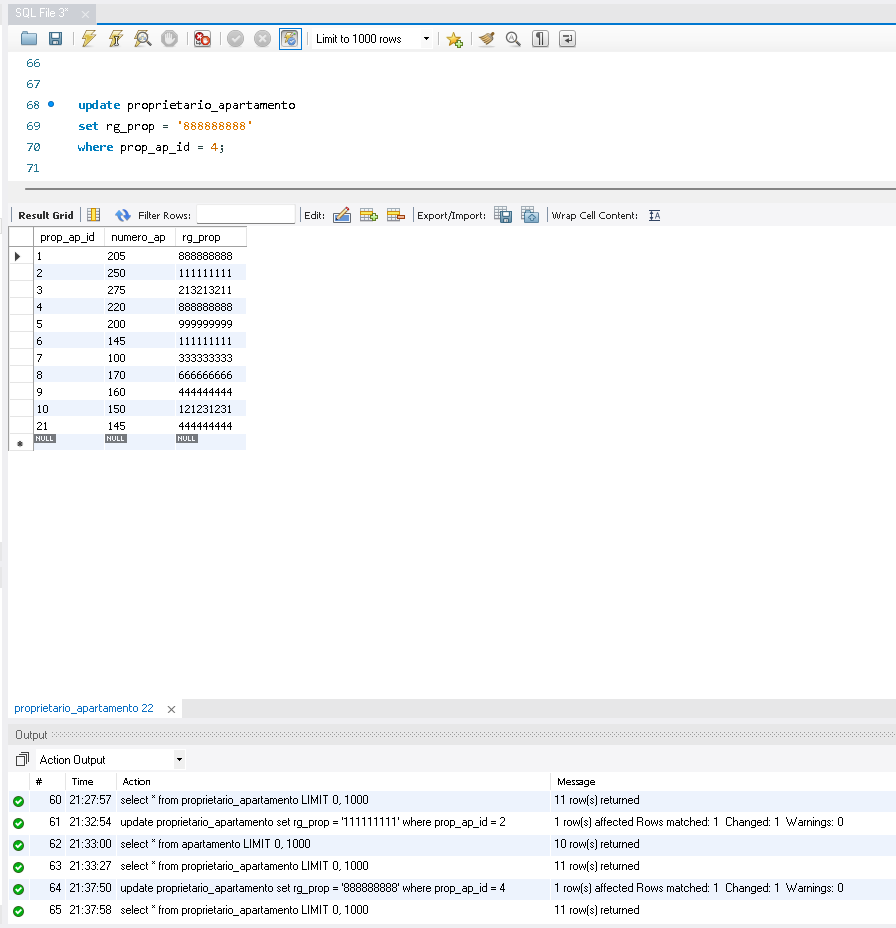 SQL File 3*
Limit to 1000 rows
66
67
68 update proprietario_apartamento
69 set rg_prop = '888888888'
70 where prop_ap_id = 4;
71
Result Grid Filter Rows: Edit: Export/Import: Wrap Cell Content:
prop_ap_id numero_ap rg_prop
1 205 888888888
2 250 111111111
3 275 213213211
4 220 888888888
5 200 999999999
6 145 111111111
7 100 333333333
8 170 666666666
9 160 444444444
10 150 121231231
21 145 444444444
NULL NULL NULL
proprietario_apartamento 22
Output
Action Output
# Time Action Message
60 21:27:57 select * from proprietario_apartamento LIMIT 0, 1000 11 row(s) returned
61 21:32:54 update proprietario_apartamento set rg_prop = '111111111' where prop_ap_id = 2 1 row(s) affected Rows matched: 1 Changed: 1 Warnings: 0
62 21:33:00 select * from apartamento LIMIT 0, 1000 10 row(s) returned
63 21:33:27 select * from proprietario_apartamento LIMIT 0, 1000 11 row(s) returned
64 21:37:50 update proprietario_apartamento set rg_prop = '888888888' where prop_ap_id = 4 1 row(s) affected Rows matched: 1 Changed: 1 Warnings: 0
65 21:37:58 select * from proprietario_apartamento LIMIT 0, 1000 11 row(s) returned